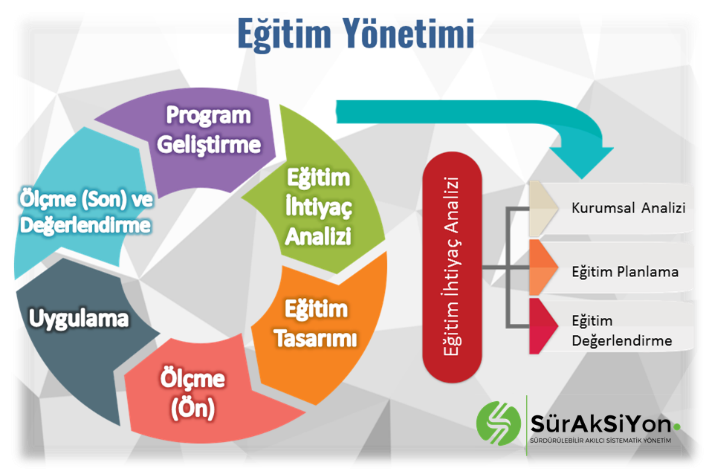 Eğitim Yönetimi
Program
Geliştirme
Eğitim
İhtiyaç
Analizi
Eğitim
Tasarımı
Ölçme
(Ön)
Uygulama
Ölçme (Son) ve
Değerlendirme
Eğitim İhtiyaç Analizi
Kurumsal Analizi
Eğitim Planlama
Eğitim
Değerlendirme
SürAkSiYon.
SÜRDÜRÜLEBİLİR AKILCI SİSTEMATİK YÖNETİM